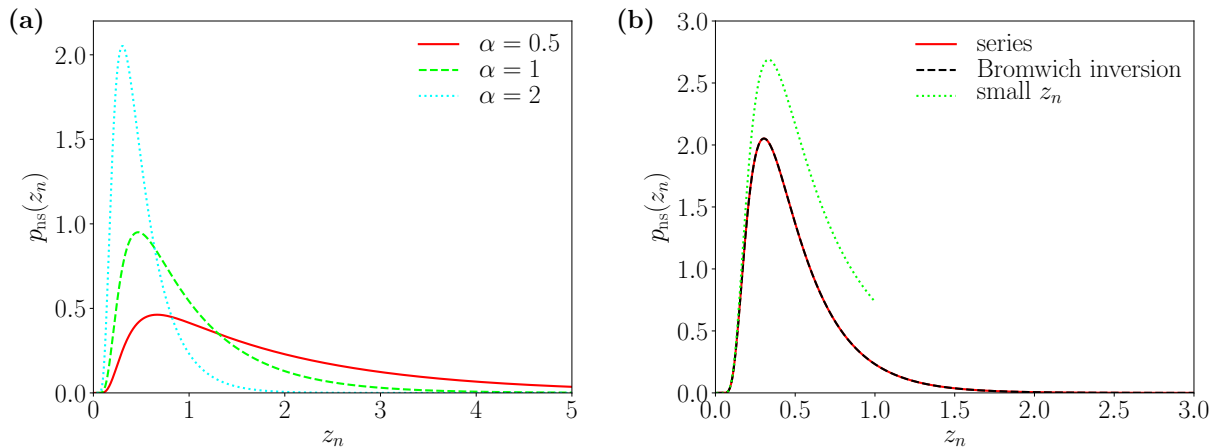 (a)
2.0
1.5
1.0
0.5
0.0
0
1
2
3
4
5
p_ns(z_n)
z_n
α = 0.5
α = 1
α = 2
(b)
3.0
2.5
2.0
1.5
1.0
0.5
0.0
0.0
0.5
1.0
1.5
2.0
2.5
3.0
p_ns(z_n)
z_n
series
Bromwich inversion
small z_n